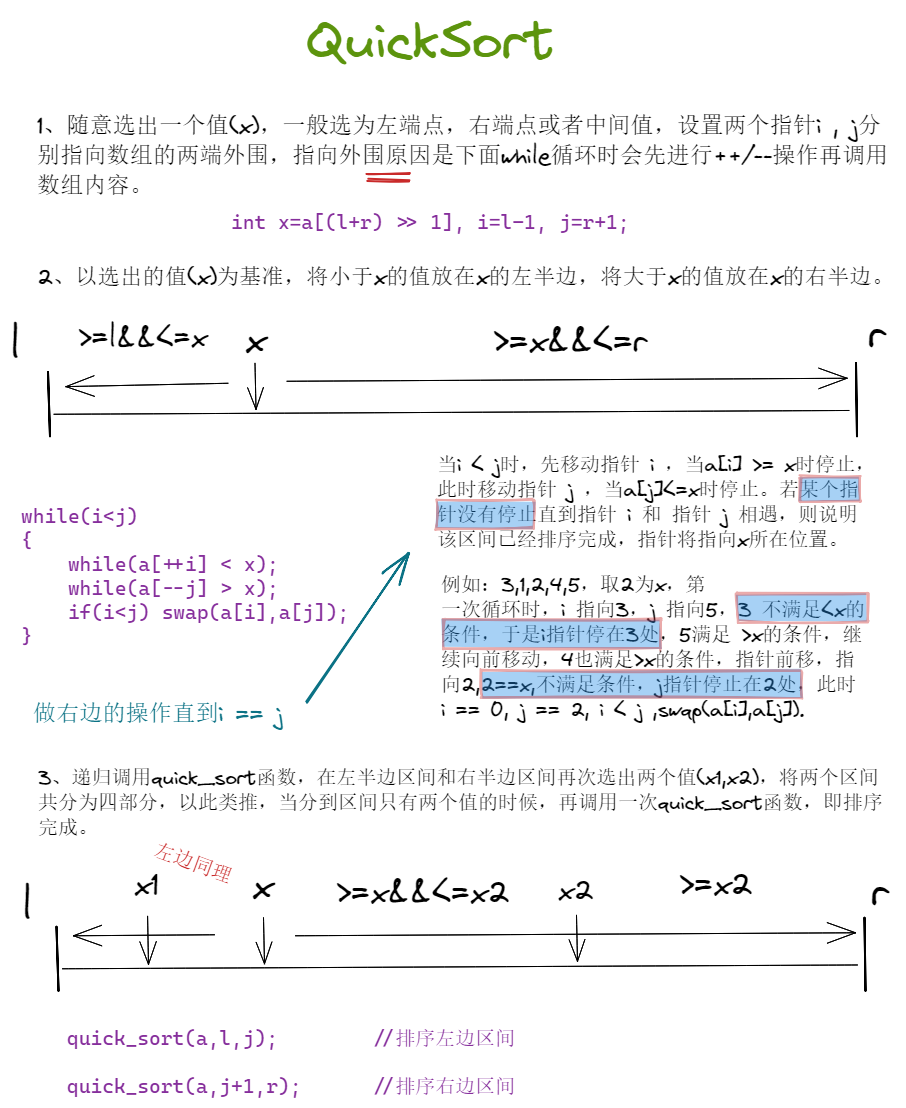 QuickSort
1、随意选出一个值(x)，一般选为左端点，右端点或者中间值，设置两个指针i , j分
别指向数组的两端外围，指向外围原因是下面while循环时会先进行++/--操作再调用
数组内容。
int x=a[(l+r) >> 1], i=l-1, j=r+1;
2、以选出的值(x)为基准，将小于x的值放在x的左半边，将大于x的值放在x的右半边。
l >=l&&<=x x >=x&&<=r r
当i < j时，先移动指针 i ，当a[i] >= x时停止，
此时移动指针 j ，当a[j]<=x时停止。若某个指
针没有停止直到指针 i 和 指针 j 相遇，则说明
该区间已经排序完成，指针将指向x所在位置。
例如：3,1,2,4,5，取2为x，第
一次循环时，i 指向3，j 指向5，3 不满足<x的
条件，于是i指针停在3处，5满足 >x的条件，继
续向前移动，4也满足>x的条件，指针前移，指
向2,2==x,不满足条件，j指针停止在2处，此时
i == 0, j == 2, i < j ,swap(a[i],a[j]).
while(i<j)
{
while(a[++i] < x);
while(a[--j] > x);
if(i<j) swap(a[i],a[j]);
}
做右边的操作直到i == j
3、递归调用quick_sort函数，在左半边区间和右半边区间再次选出两个值(x1,x2)，将两个区间
共分为四部分，以此类推，当分到区间只有两个值的时候，再调用一次quick_sort函数，即排序
完成。
左边同理
l x1 x >=x&&<=x2 x2 >=x2 r
quick_sort(a,l,j); //排序左边区间
quick_sort(a,j+1,r); //排序右边区间